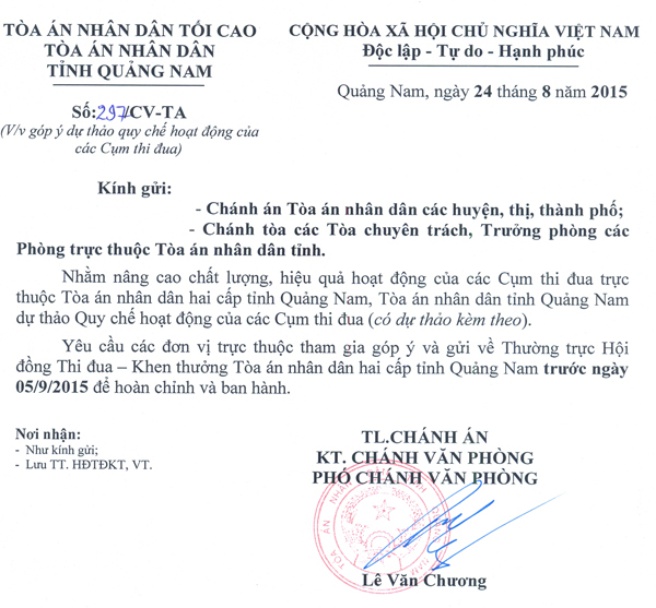 TÒA ÁN NHÂN DÂN TỐI CAO
TÒA ÁN NHÂN DÂN
TỈNH QUẢNG NAM
CỘNG HÒA XÃ HỘI CHỦ NGHĨA VIỆT NAM
Độc lập - Tự do - Hạnh phúc
Quảng Nam, ngày 24 tháng 8 năm 2015
Số:297/CV-TA
(V/v góp ý dự thảo quy chế hoạt động của
các Cụm thi đua)
Kính gửi:
- Chánh án Tòa án nhân dân các huyện, thị, thành phố;
- Chánh tòa các Tòa chuyên trách, Trưởng phòng các
Phòng trực thuộc Tòa án nhân dân tỉnh.
Nhằm nâng cao chất lượng, hiệu quả hoạt động của các Cụm thi đua trực
thuộc Tòa án nhân dân hai cấp tỉnh Quảng Nam, Tòa án nhân dân tỉnh Quảng Nam
dự thảo Quy chế hoạt động của các Cụm thi đua (có dự thảo kèm theo).
Yêu cầu các đơn vị trực thuộc tham gia góp ý và gửi về Thường trực Hội
đồng Thi đua – Khen thưởng Tòa án nhân dân hai cấp tỉnh Quảng Nam trước ngày
05/9/2015 để hoàn chỉnh và ban hành.
Nơi nhận:
- Như kính gửi;
- Lưu TT. HĐTĐKT, VT.
TL.CHÁNH ÁN
KT. CHÁNH VĂN PHÒNG
PHÓ CHÁNH VĂN PHÒNG
Lê Văn Chương